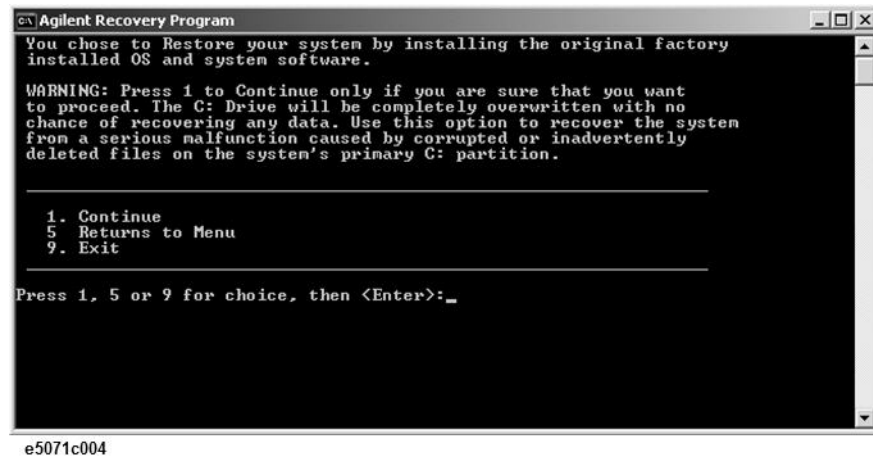 Agilent Recovery Program
You chose to Restore your system by installing the original factory
installed OS and system software.
WARNING: Press 1 to Continue only if you are sure that you want
to proceed. The C: Drive will be completely overwritten with no
chance of recovering any data. Use this option to recover the system
from a serious malfunction caused by corrupted or inadvertently
deleted files on the system's primary C: partition.
1. Continue
5 Returns to Menu
9. Exit
Press 1, 5 or 9 for choice, then <Enter>:_
e5071c004